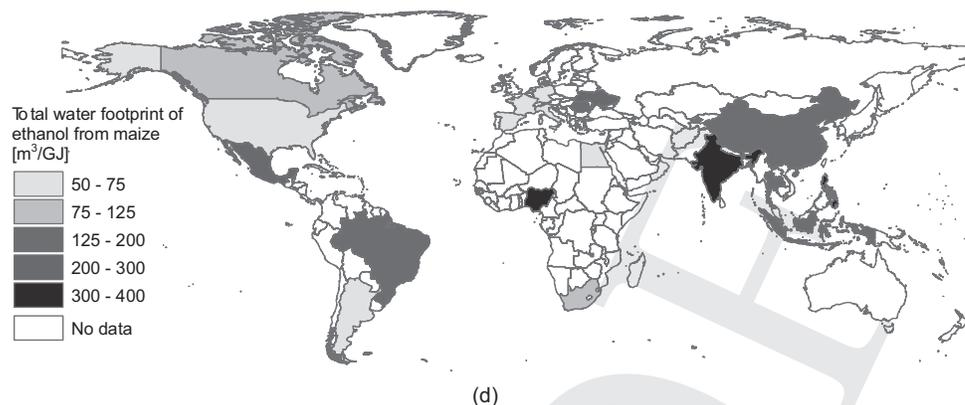 Total water footprint of
ethanol from maize
[m³/GJ]
50 - 75
75 - 125
125 - 200
200 - 300
300 - 400
No data
(d)